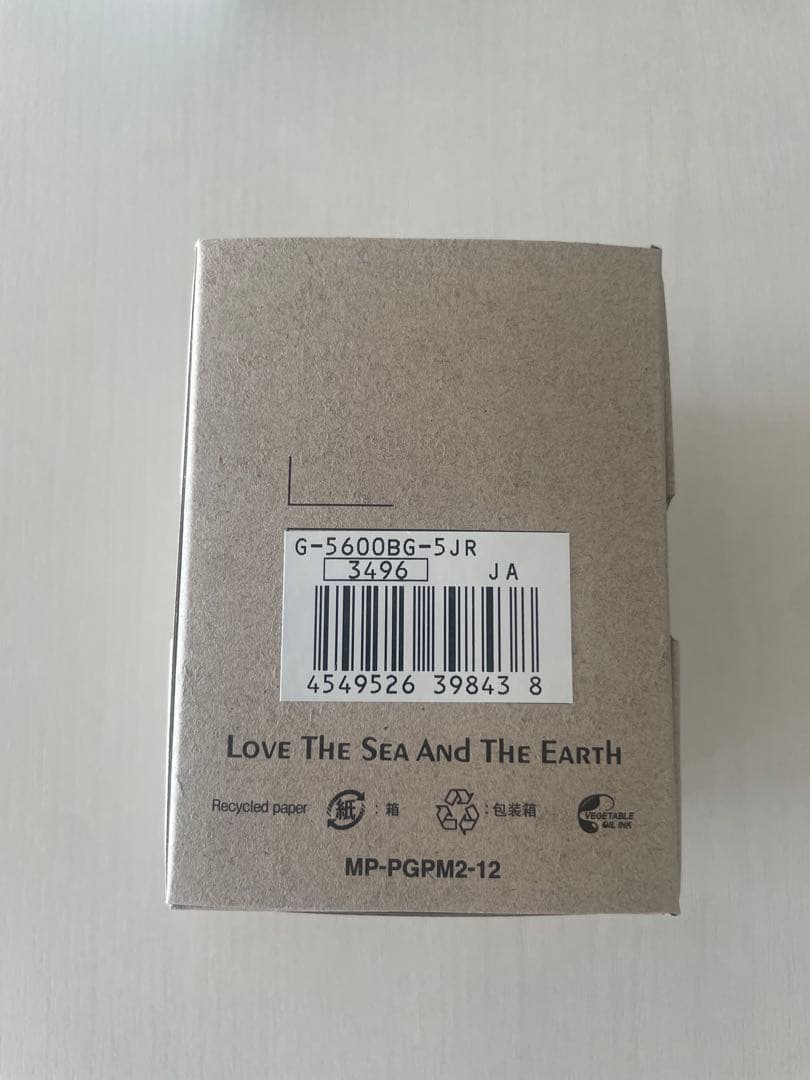 G-5600BG-5JR
3496 JA
4549526 39843 8
LOVE THE SEA ANd THE EARTH
Recycled paper 紙 : 箱 : 包装箱 VEGETABLE OIL INK
MP-PGPM2-12